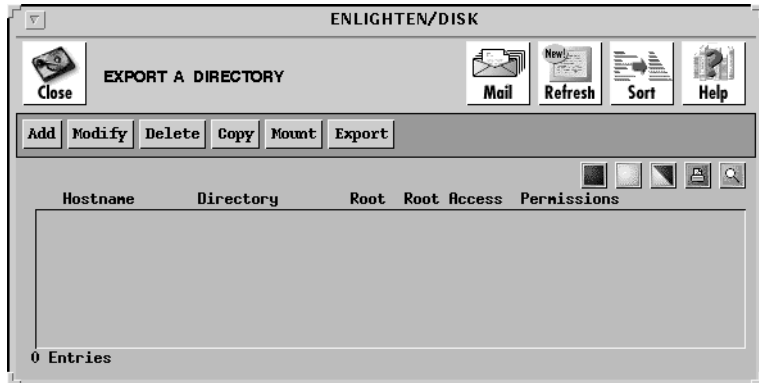 ENLIGHTEN/DISK
Close
EXPORT A DIRECTORY
Mail
New!
Refresh
Sort
Help
Add Modify Delete Copy Mount Export
Hostname Directory Root Root Access Permissions
0 Entries